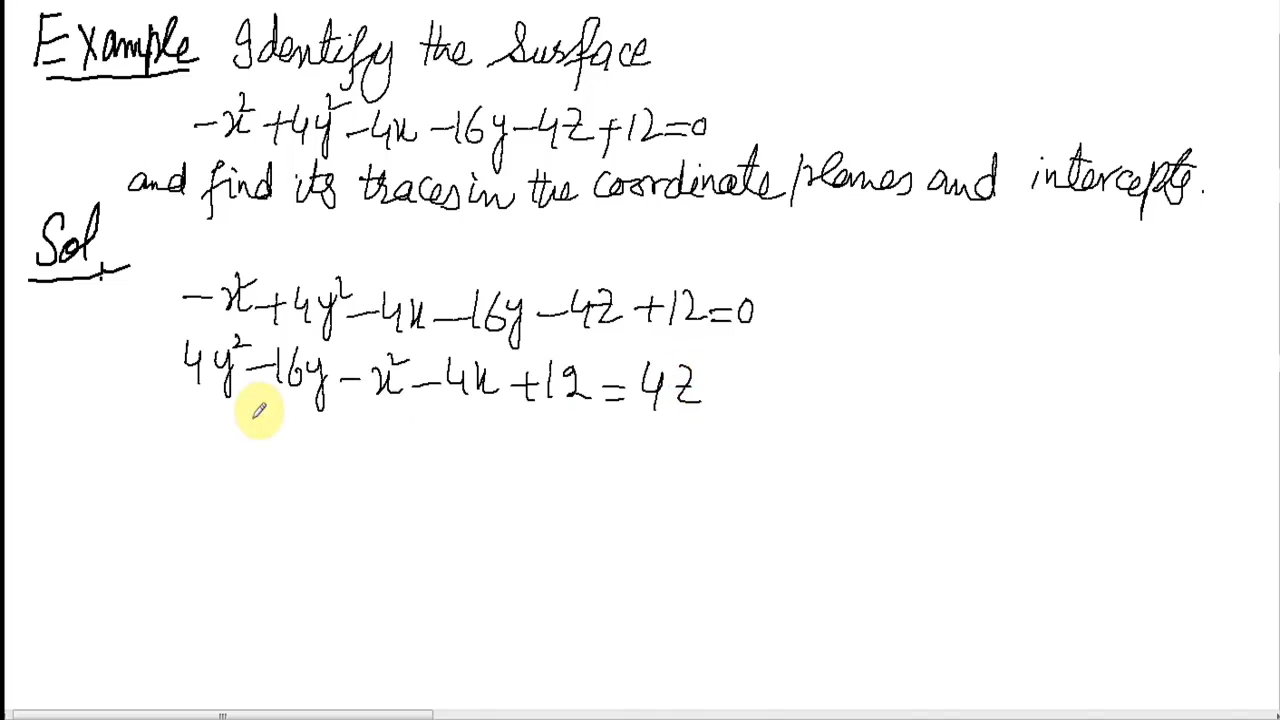 Example Identify the Surface
-x²+4y²-4x-16y-4z+12=0
and find its traces in the coordinate planes and intercepts.
Sol.
-x²+4y²-4x-16y-4z+12=0
4y²-16y-x²-4x+12=4z